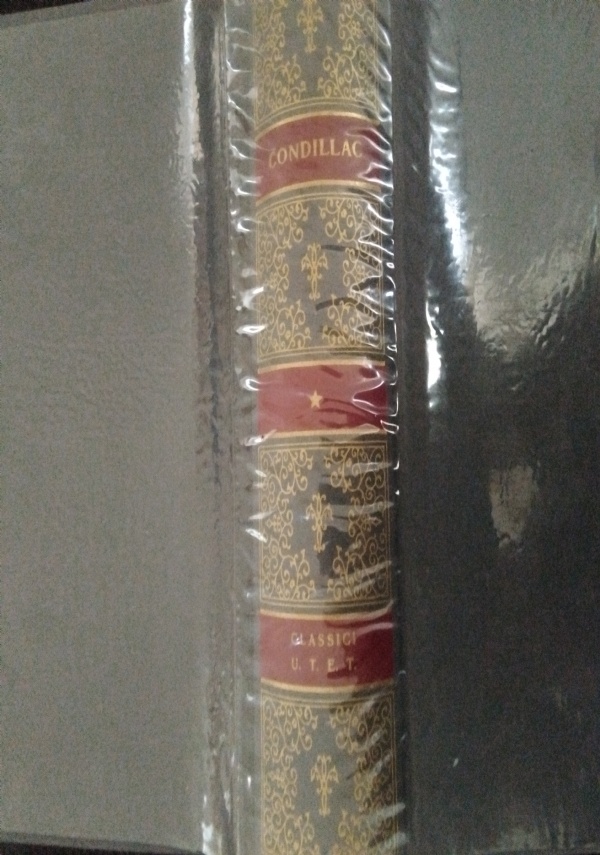 CONDILLAC
CLASSICI
U. T. E. T.